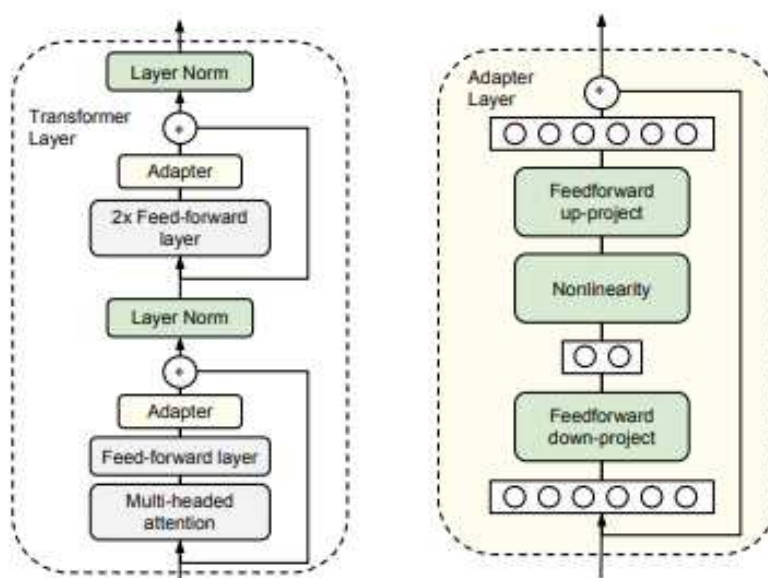 Layer Norm
Transformer
Layer
+
Adapter
2x Feed-forward
layer
Layer Norm
+
Adapter
Feed-forward layer
Multi-headed
attention
Adapter
Layer
+
Feedforward
up-project
Nonlinearity
Feedforward
down-project